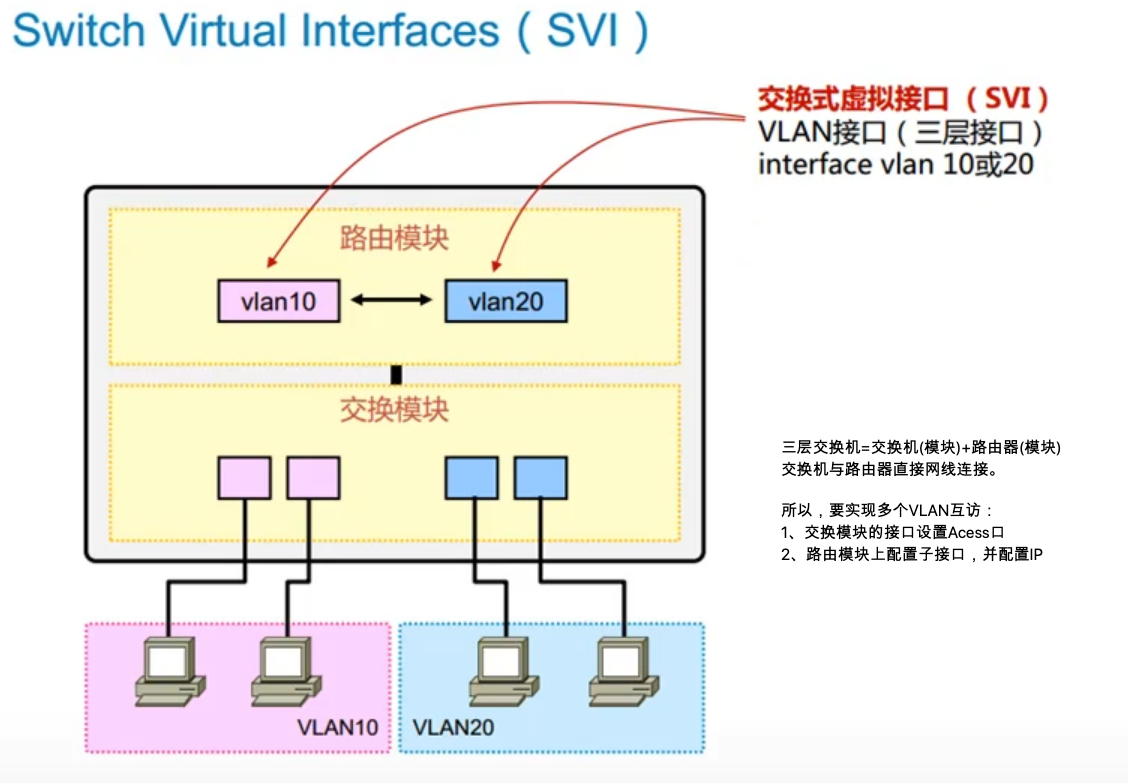 Switch Virtual Interfaces（SVI）
交换式虚拟接口（SVI）
VLAN接口（三层接口）
interface vlan 10或20
路由模块
vlan10
vlan20
交换模块
三层交换机=交换机(模块)+路由器(模块)
交换机与路由器直接网线连接。
所以，要实现多个VLAN互访：
1、交换模块的接口设置Acess口
2、路由模块上配置子接口，并配置IP
VLAN10
VLAN20